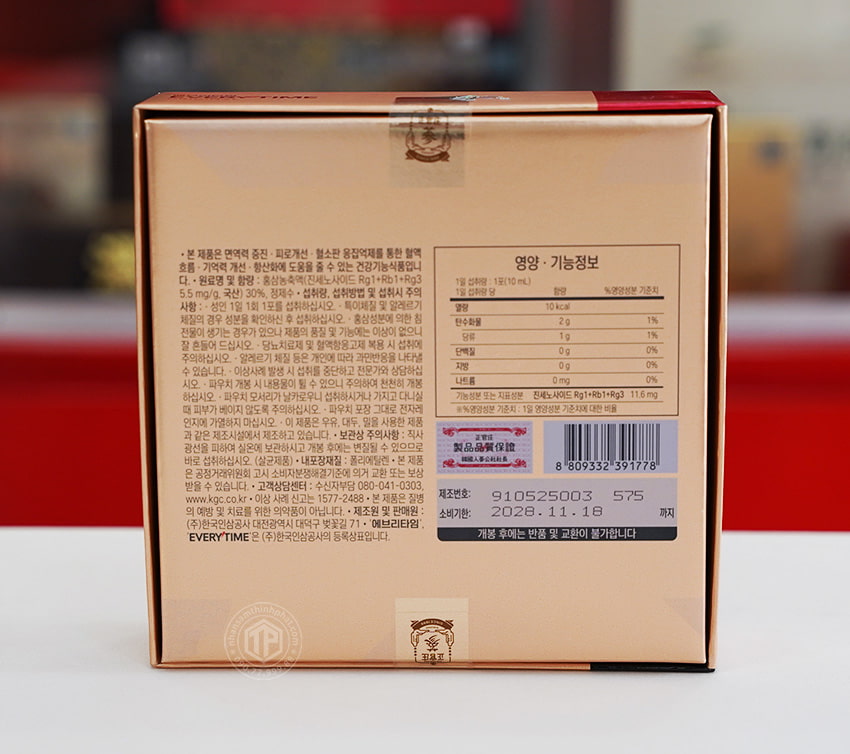 EVERYTIME
• 본 제품은 면역력 증진 · 피로개선 · 혈소판 응집억제를 통한 혈액
흐름 · 기억력 개선 · 항산화에 도움을 줄 수 있는 건강기능식품입니
다. • 원료명 및 함량 : 홍삼농축액(진세노사이드 Rg1+Rb1+Rg3
5.5 mg/g, 국산) 30%, 정제수 • 섭취량, 섭취방법 및 섭취시 주의
사항 : · 성인 1일 1회 1포를 섭취하십시오. · 특이체질 및 알레르기
체질의 경우 성분을 확인하신 후 섭취하십시오. · 홍삼성분에 의한 침
전물이 생기는 경우가 있으나 제품의 품질 및 기능에는 이상이 없으니
잘 흔들어 드십시오. · 당뇨치료제 및 혈액항응고제 복용 시 섭취에
주의하십시오. · 알레르기 체질 등은 개인에 따라 과민반응을 나타낼
수 있습니다. · 이상사례 발생 시 섭취를 중단하고 전문가와 상담하십
시오. · 파우치 개봉 시 내용물이 튈 수 있으니 주의하여 천천히 개봉
하십시오. · 파우치 모서리가 날카로우니 섭취하시거나 가지고 다니실
때 피부가 베이지 않도록 주의하십시오. · 파우치 포장 그대로 전자레
인지에 가열하지 마십시오. · 이 제품은 우유, 대두, 밀을 사용한 제품
과 같은 제조시설에서 제조하고 있습니다. • 보관상 주의사항 : 직사
광선을 피하여 실온에 보관하시고 개봉 후에는 변질될 수 있으므로
바로 섭취하십시오. (살균제품) • 내포장재질 : 폴리에틸렌 • 본 제품
은 공정거래위원회 고시 소비자분쟁해결기준에 의거 교환 또는 보상
받을 수 있습니다. • 고객상담센터 : 수신자부담 080-041-0303,
www.kgc.co.kr • 이상 사례 신고는 1577-2488 • 본 제품은 질병
의 예방 및 치료를 위한 의약품이 아닙니다. • 제조원 및 판매원 :
(주)한국인삼공사 대전광역시 대덕구 벚꽃길 71 • '에브리타임',
'EVERYTIME'은 (주)한국인삼공사의 등록상표입니다.
영양 · 기능정보
1일 섭취량 : 1포(10 mL)
1일 섭취량 당 함량 %영양성분 기준치
열량 10 kcal
탄수화물 2 g 1%
당류 1 g 1%
단백질 0 g 0%
지방 0 g 0%
나트륨 0 mg 0%
기능성분 또는 지표성분 진세노사이드 Rg1+Rb1+Rg3 11.6 mg
※%영양성분 기준치 : 1일 영양성분 기준치에 대한 비율
正官庄
製品品質保證
韓國人蔘公社社長
8 809332 391778
제조번호: 910525003 575
소비기한: 2028.11.18 까지
개봉 후에는 반품 및 교환이 불가합니다
TP
蔘
正官庄